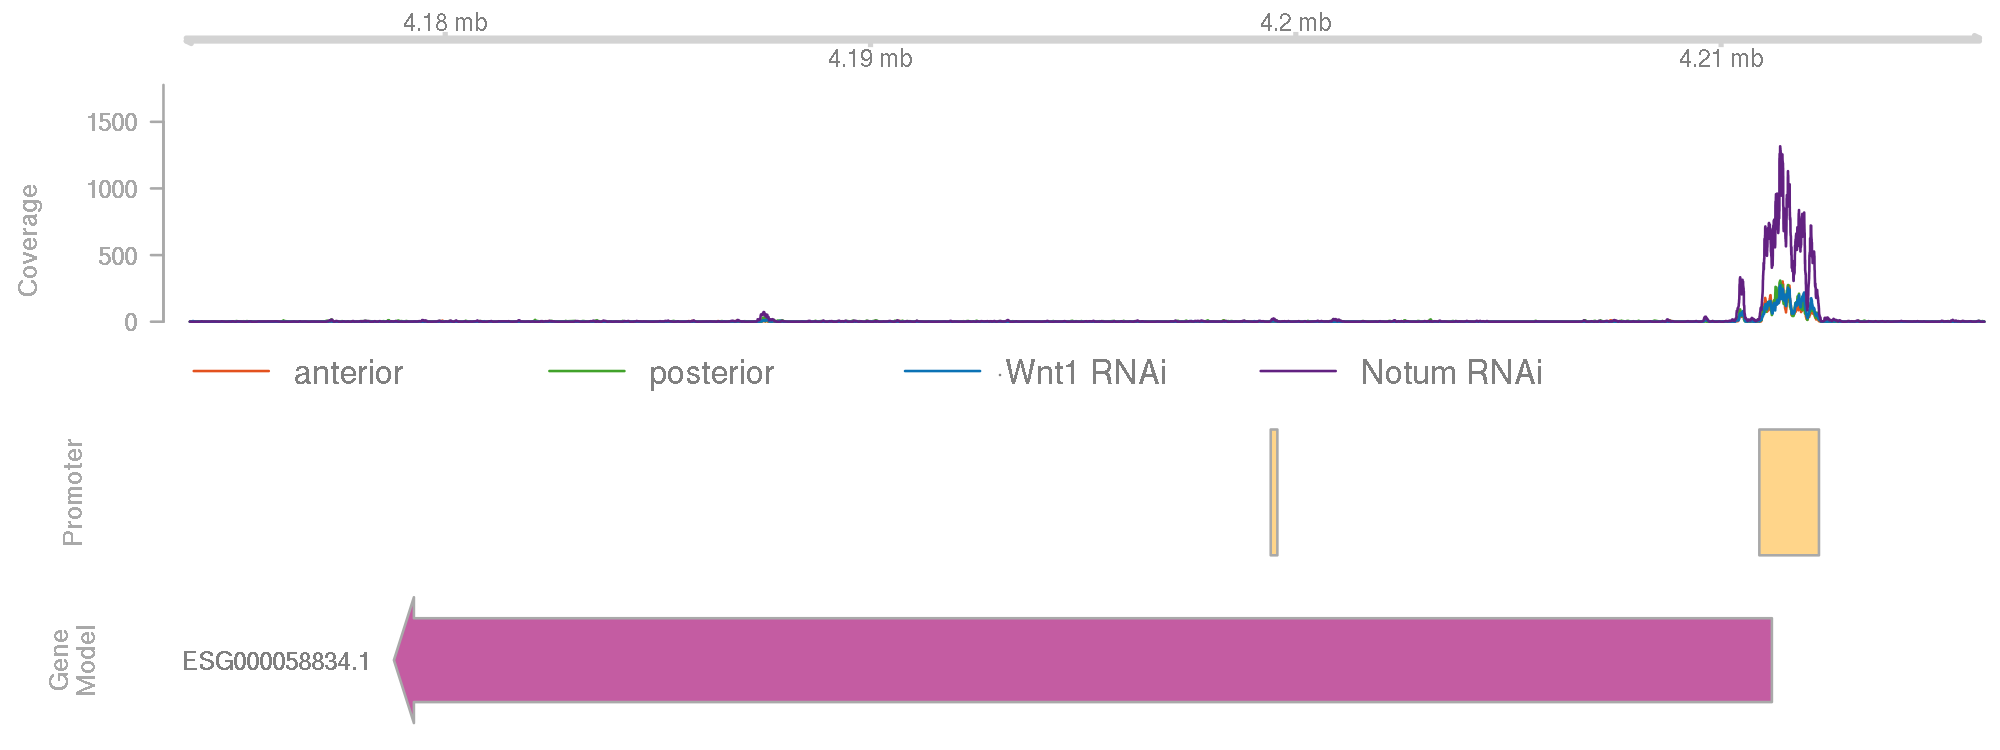 4.18 mb
4.2 mb
4.19 mb
4.21 mb
Coverage
1500
1000
500
0
anterior
posterior
Wnt1 RNAi
Notum RNAi
Promoter
Gene
Model
ESG000058834.1